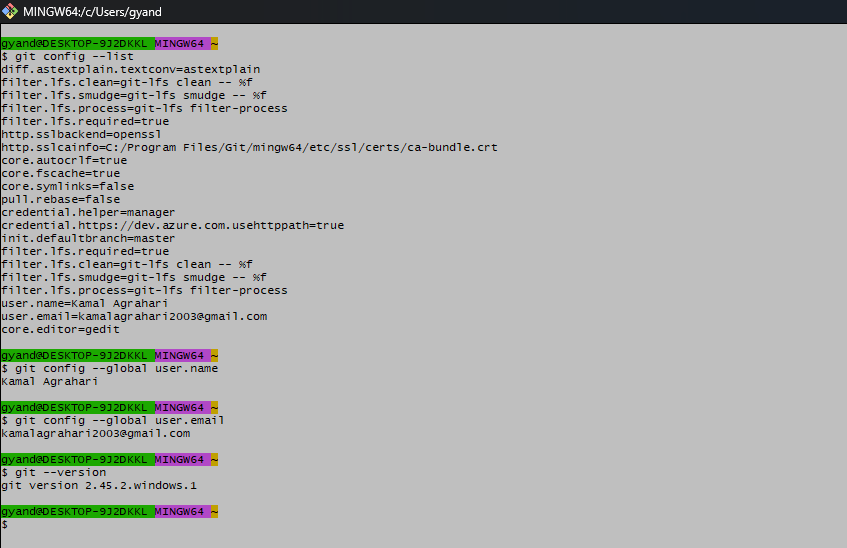 MINGW64:/c/Users/gyand
gyand@DESKTOP-9J2DKKL MINGW64 ~
$ git config --list
diff.astextplain.textconv=astextplain
filter.lfs.clean=git-lfs clean -- %f
filter.lfs.smudge=git-lfs smudge -- %f
filter.lfs.process=git-lfs filter-process
filter.lfs.required=true
http.sslbackend=openssl
http.sslcainfo=C:/Program Files/Git/mingw64/etc/ssl/certs/ca-bundle.crt
core.autocrlf=true
core.fscache=true
core.symlinks=false
pull.rebase=false
credential.helper=manager
credential.https://dev.azure.com.usehttppath=true
init.defaultbranch=master
filter.lfs.required=true
filter.lfs.clean=git-lfs clean -- %f
filter.lfs.smudge=git-lfs smudge -- %f
filter.lfs.process=git-lfs filter-process
user.name=Kamal Agrahari
user.email=kamalagrahari2003@gmail.com
core.editor=gedit
gyand@DESKTOP-9J2DKKL MINGW64 ~
$ git config --global user.name
Kamal Agrahari
gyand@DESKTOP-9J2DKKL MINGW64 ~
$ git config --global user.email
kamalagrahari2003@gmail.com
gyand@DESKTOP-9J2DKKL MINGW64 ~
$ git --version
git version 2.45.2.windows.1
gyand@DESKTOP-9J2DKKL MINGW64 ~
$